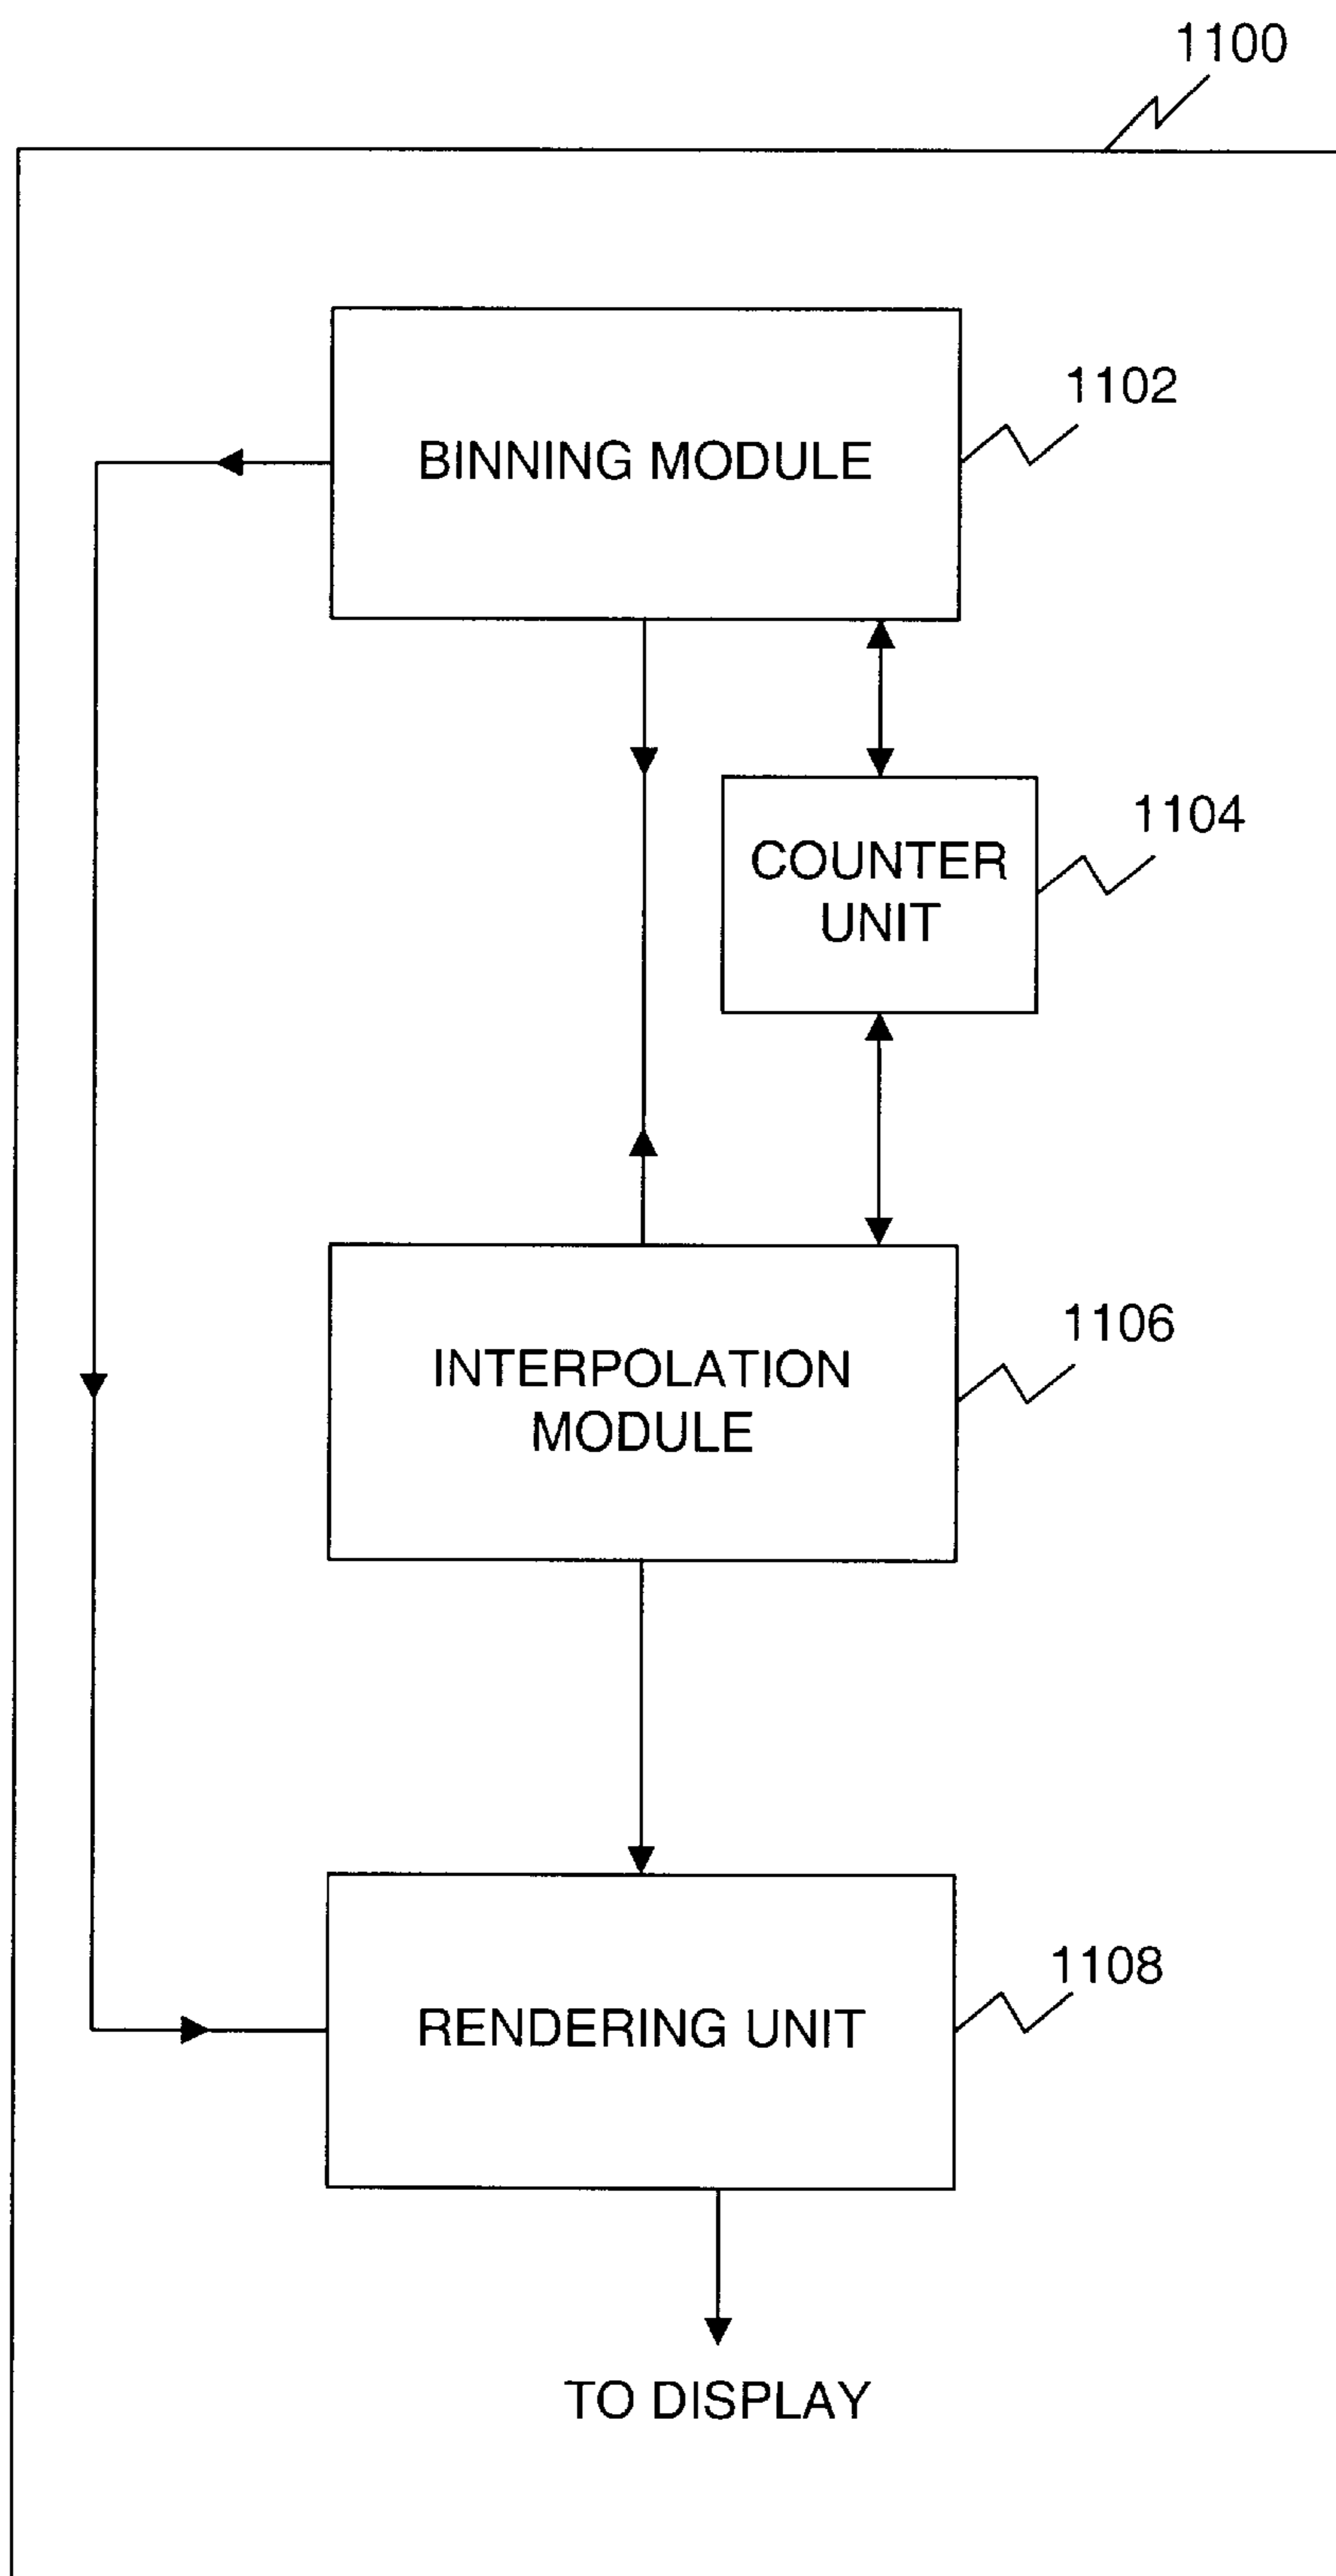 1100
BINNING MODULE
1102
COUNTER
UNIT
1104
INTERPOLATION
MODULE
1106
RENDERING UNIT
1108
TO DISPLAY